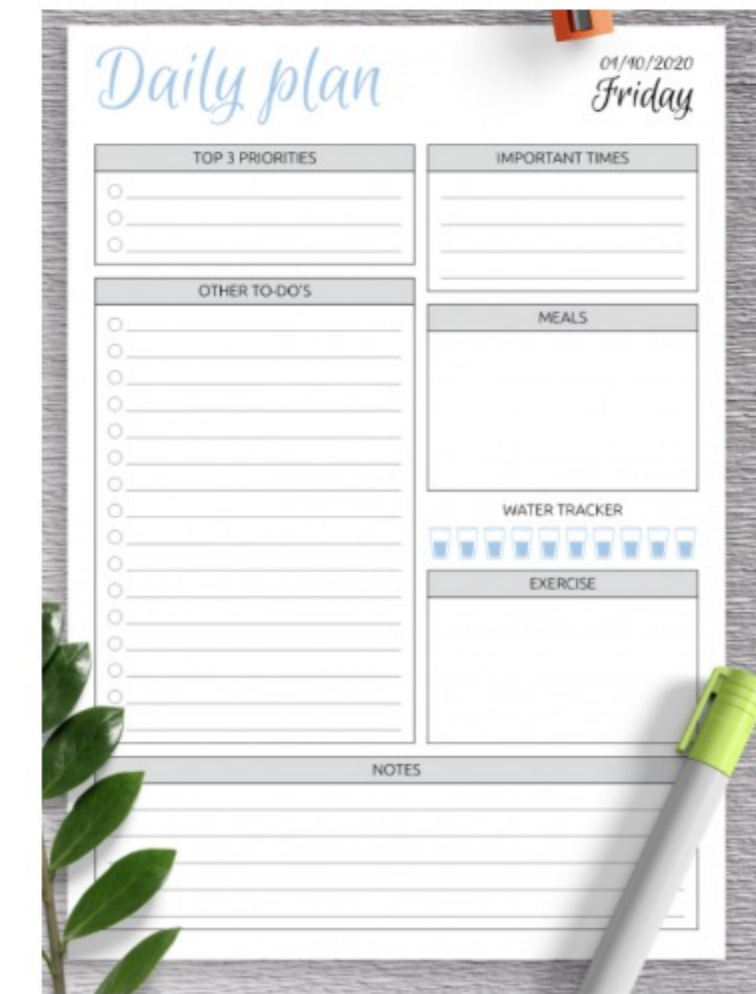 Daily plan
01/10/2020
Friday
TOP 3 PRIORITIES
IMPORTANT TIMES
OTHER TO-DO'S
MEALS
WATER TRACKER
EXERCISE
NOTES